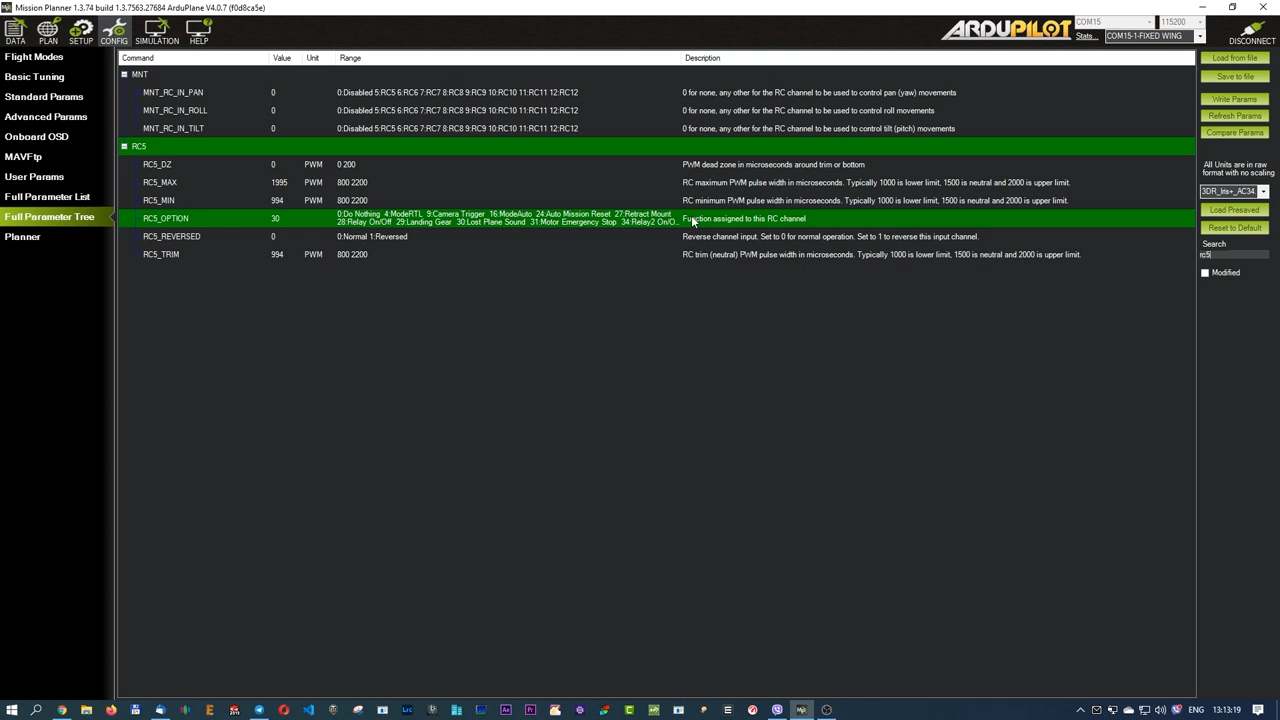 Mission Planner 1.3.74 build 1.3.7563.27684 ArduPlane V4.0.7 (f0d8ca5e)
DATA PLAN SETUP CONFIG SIMULATION HELP
ARDUPILOT
COM15 115200
Stats... COM15-1-FIXED WING
DISCONNECT
Flight Modes
Basic Tuning
Standard Params
Advanced Params
Onboard OSD
MAVFtp
User Params
Full Parameter List
Full Parameter Tree
Planner
Command Value Unit Range Description
MNT
MNT_RC_IN_PAN 0 0:Disabled 5:RC5 6:RC6 7:RC7 8:RC8 9:RC9 10:RC10 11:RC11 12:RC12 0 for none, any other for the RC channel to be used to control pan (yaw) movements
MNT_RC_IN_ROLL 0 0:Disabled 5:RC5 6:RC6 7:RC7 8:RC8 9:RC9 10:RC10 11:RC11 12:RC12 0 for none, any other for the RC channel to be used to control roll movements
MNT_RC_IN_TILT 0 0:Disabled 5:RC5 6:RC6 7:RC7 8:RC8 9:RC9 10:RC10 11:RC11 12:RC12 0 for none, any other for the RC channel to be used to control tilt (pitch) movements
RC5
RC5_DZ 0 PWM 0 200 PWM dead zone in microseconds around trim or bottom
RC5_MAX 1995 PWM 800 2200 RC maximum PWM pulse width in microseconds. Typically 1000 is lower limit, 1500 is neutral and 2000 is upper limit.
RC5_MIN 994 PWM 800 2200 RC minimum PWM pulse width in microseconds. Typically 1000 is lower limit, 1500 is neutral and 2000 is upper limit.
RC5_OPTION 30 0:Do Nothing 4:ModeRTL 9:Camera Trigger 16:ModeAuto 24:Auto Mission Reset 27:Retract Mount
28:Relay On/Off 29:Landing Gear 30:Lost Plane Sound 31:Motor Emergency Stop 34:Relay2 On/O... Function assigned to this RC channel
RC5_REVERSED 0 0:Normal 1:Reversed Reverse channel input. Set to 0 for normal operation. Set to 1 to reverse this input channel.
RC5_TRIM 994 PWM 800 2200 RC trim (neutral) PWM pulse width in microseconds. Typically 1000 is lower limit, 1500 is neutral and 2000 is upper limit.
Load from file
Save to file
Write Params
Refresh Params
Compare Params
All Units are in raw
format with no scaling
3DR_Iris+_AC34
Load Presaved
Reset to Default
Search
rc5
Modified
ENG 13:13:19